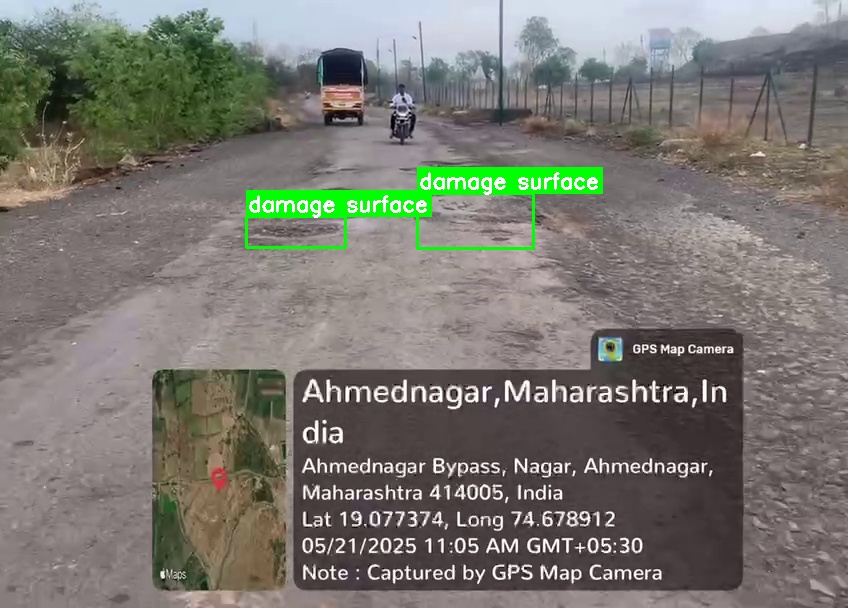 damage surface
damage surface
GPS Map Camera
Ahmednagar,Maharashtra,In
dia
Ahmednagar Bypass, Nagar, Ahmednagar,
Maharashtra 414005, India
Lat 19.077374, Long 74.678912
05/21/2025 11:05 AM GMT+05:30
Note : Captured by GPS Map Camera
Maps